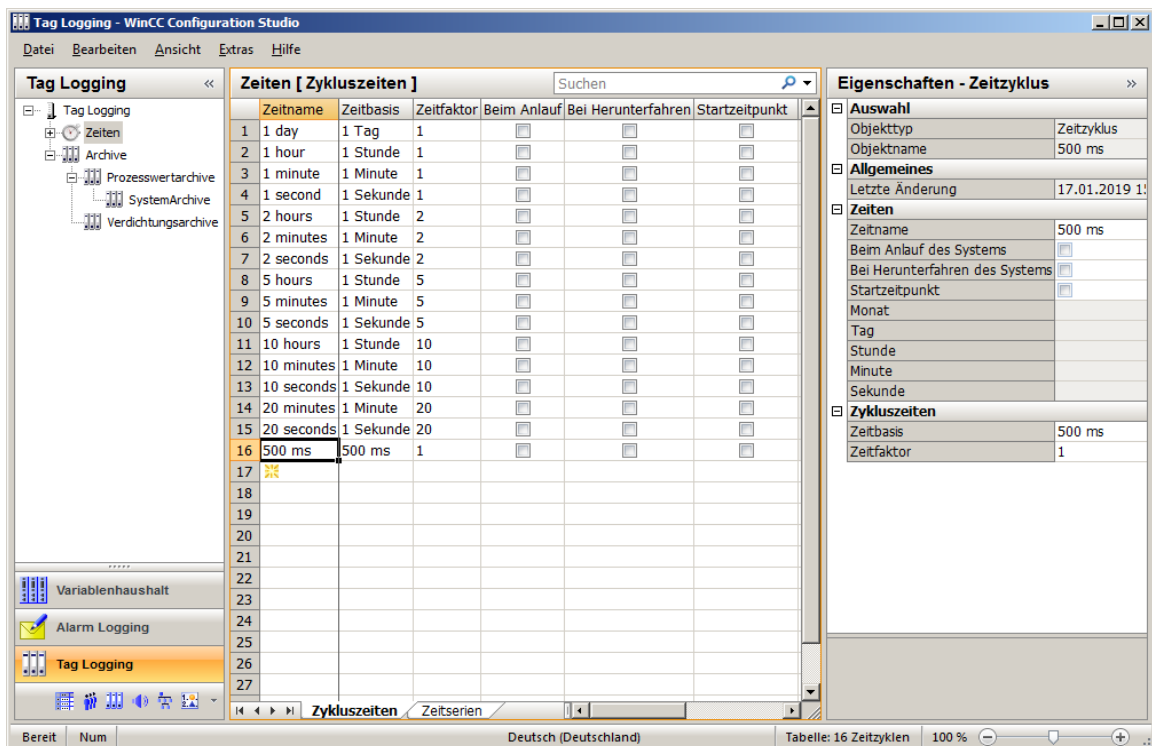 Tag Logging - WinCC Configuration Studio
Datei Bearbeiten Ansicht Extras Hilfe
Tag Logging «
Tag Logging
Zeiten
Archive
Prozesswertarchive
SystemArchive
Verdichtungsarchive
Variablenhaushalt
Alarm Logging
Tag Logging
Zeiten [ Zykluszeiten ] Suchen
Zeitname Zeitbasis Zeitfaktor Beim Anlauf Bei Herunterfahren Startzeitpunkt
1 1 day 1 Tag 1
2 1 hour 1 Stunde 1
3 1 minute 1 Minute 1
4 1 second 1 Sekunde 1
5 2 hours 1 Stunde 2
6 2 minutes 1 Minute 2
7 2 seconds 1 Sekunde 2
8 5 hours 1 Stunde 5
9 5 minutes 1 Minute 5
10 5 seconds 1 Sekunde 5
11 10 hours 1 Stunde 10
12 10 minutes 1 Minute 10
13 10 seconds 1 Sekunde 10
14 20 minutes 1 Minute 20
15 20 seconds 1 Sekunde 20
16 500 ms 500 ms 1
17
18
19
20
21
22
23
24
25
26
27
Zykluszeiten Zeitserien
Eigenschaften - Zeitzyklus »
Auswahl
Objekttyp Zeitzyklus
Objektname 500 ms
Allgemeines
Letzte Änderung 17.01.2019
Zeiten
Zeitname 500 ms
Beim Anlauf des Systems
Bei Herunterfahren des Systems
Startzeitpunkt
Monat
Tag
Stunde
Minute
Sekunde
Zykluszeiten
Zeitbasis 500 ms
Zeitfaktor 1
Bereit Num Deutsch (Deutschland) Tabelle: 16 Zeitzyklen 100 %